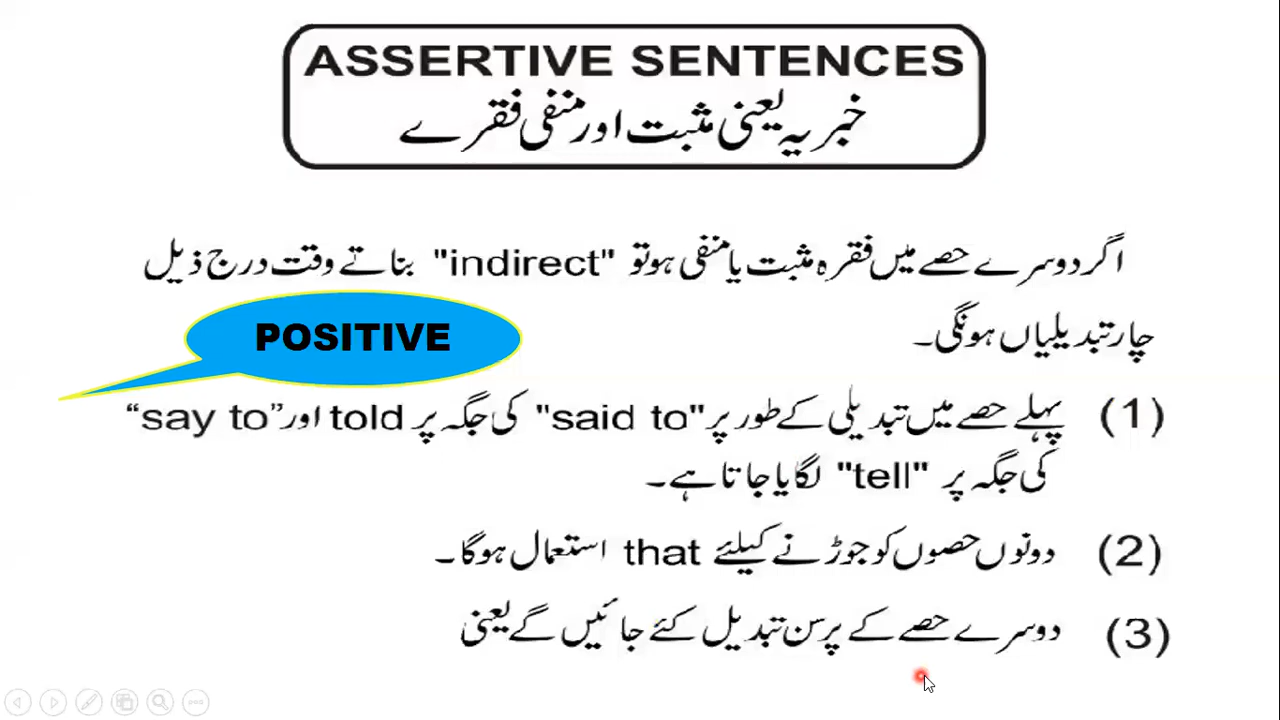 ASSERTIVE SENTENCES
خبریہ یعنی مثبت اور منفی فقرے
اگر دوسرے حصے میں فقرہ مثبت یا منفی ہو تو "indirect" بناتے وقت درج ذیل
POSITIVE
چار تبدیلیاں ہونگی۔
(1) پہلے حصے میں تبدیلی کے طور پر "said to" کی جگہ پر told اور "say to"
کی جگہ پر "tell" لگایا جاتا ہے۔
(2) دونوں حصوں کو جوڑنے کیلئے that استعمال ہوگا۔
(3) دوسرے حصے کے پرسن تبدیل کئے جائیں گے یعنی